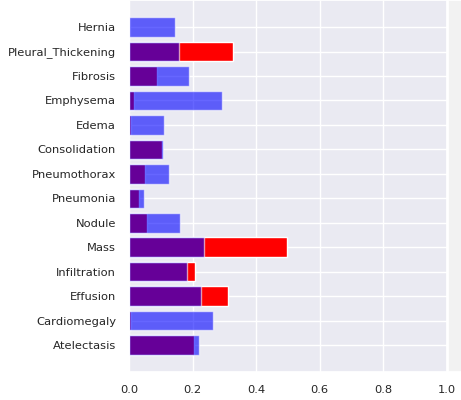 Hernia
Pleural_Thickening
Fibrosis
Emphysema
Edema
Consolidation
Pneumothorax
Pneumonia
Nodule
Mass
Infiltration
Effusion
Cardiomegaly
Atelectasis
0.0 0.2 0.4 0.6 0.8 1.0